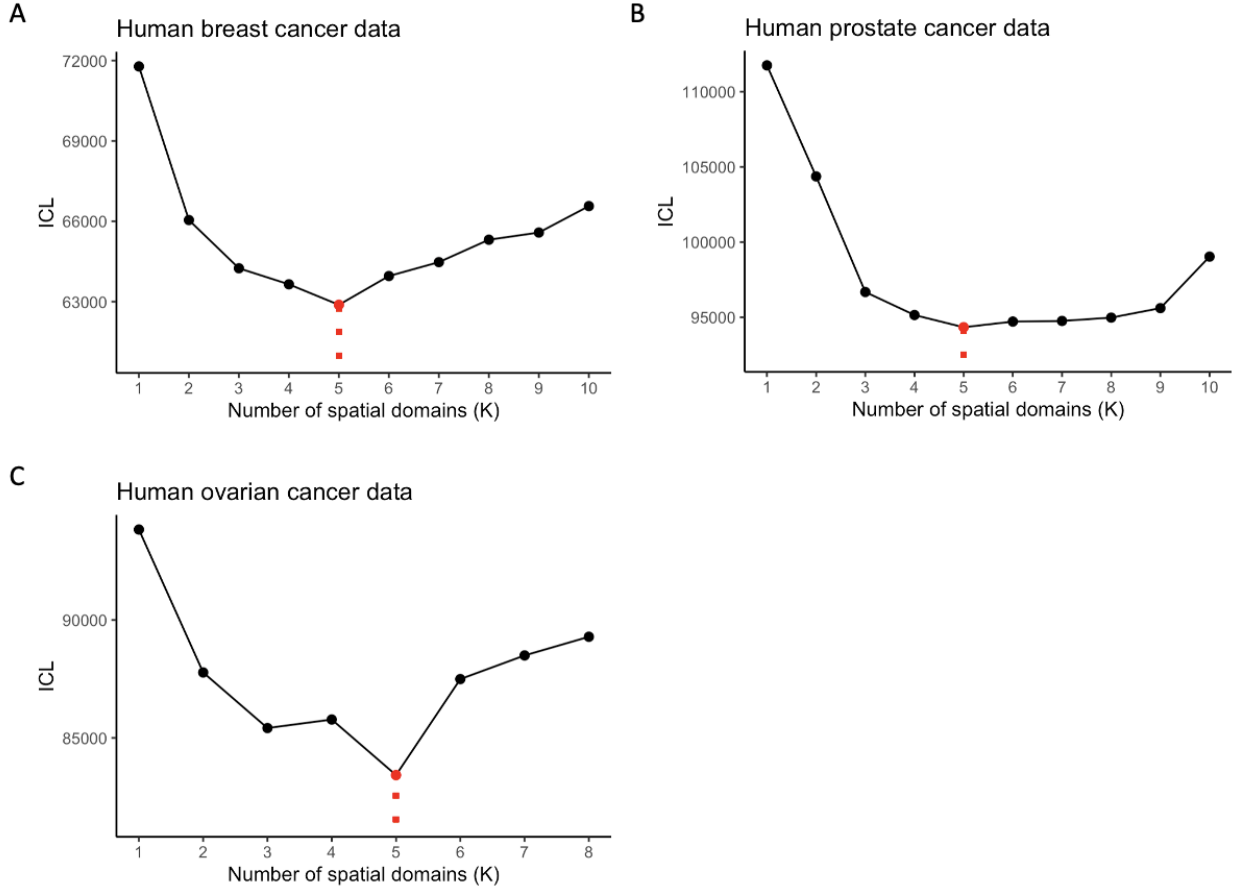 A
Human breast cancer data
72000
69000
66000
63000
ICL
1 2 3 4 5 6 7 8 9 10
Number of spatial domains (K)
B
Human prostate cancer data
110000
105000
100000
95000
ICL
1 2 3 4 5 6 7 8 9 10
Number of spatial domains (K)
C
Human ovarian cancer data
90000
85000
ICL
1 2 3 4 5 6 7 8
Number of spatial domains (K)